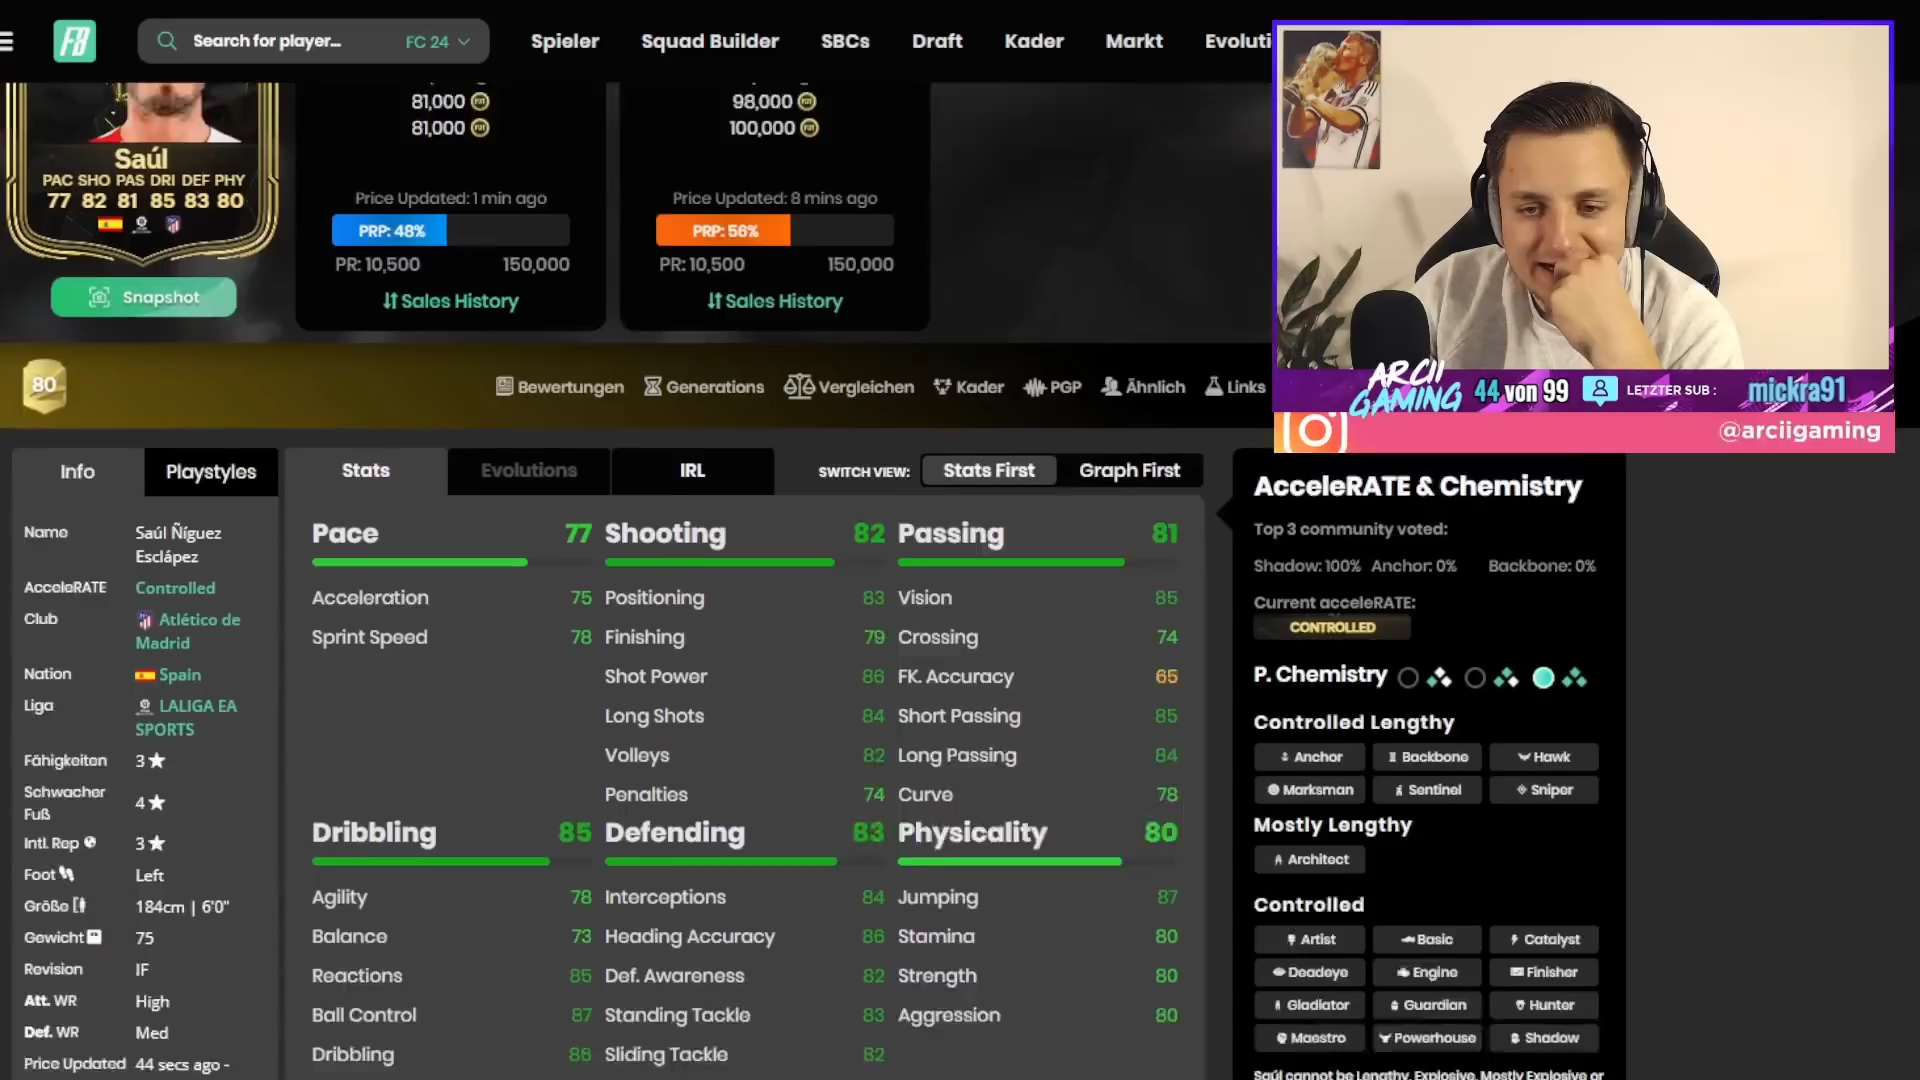 FB
Search for player...
FC 24
Spieler
Squad Builder
SBCs
Draft
Kader
Markt
Evoluti
Saúl
PAC SHO PAS DRI DEF PHY
77 82 81 85 83 80
Snapshot
81,000
81,000
Price Updated: 1 min ago
PRP: 48%
PR: 10,500 150,000
Sales History
98,000
100,000
Price Updated: 8 mins ago
PRP: 56%
PR: 10,500 150,000
Sales History
ARCII
GAMING
44 von 99
LETZTER SUB :
mickra91
@arciigaming
80
Bewertungen
Generations
Vergleichen
Kader
PGP
Ähnlich
Links
Info
Playstyles
Name Saúl Ñíguez
Esclápez
AcceleRATE Controlled
Club Atlético de
Madrid
Nation Spain
Liga LALIGA EA
SPORTS
Fähigkeiten 3
Schwacher
Fuß 4
Intl. Rep 3
Foot Left
Größe 184cm | 6'0"
Gewicht 75
Revision IF
Att. WR High
Def. WR Med
Price Updated 44 secs ago -
Stats
Evolutions
IRL
SWITCH VIEW:
Stats First
Graph First
Pace 77
Acceleration 75
Sprint Speed 78
Shooting 82
Positioning 83
Finishing 79
Shot Power 86
Long Shots 84
Volleys 82
Penalties 74
Passing 81
Vision 85
Crossing 74
FK. Accuracy 65
Short Passing 85
Long Passing 84
Curve 78
Dribbling 85
Agility 78
Balance 73
Reactions 85
Ball Control 87
Dribbling 86
Defending 83
Interceptions 84
Heading Accuracy 86
Def. Awareness 82
Standing Tackle 83
Sliding Tackle 82
Physicality 80
Jumping 87
Stamina 80
Strength 80
Aggression 80
AcceleRATE & Chemistry
Top 3 community voted:
Shadow: 100% Anchor: 0% Backbone: 0%
Current acceleRATE:
CONTROLLED
P. Chemistry
Controlled Lengthy
Anchor Backbone Hawk
Marksman Sentinel Sniper
Mostly Lengthy
Architect
Controlled
Artist Basic Catalyst
Deadeye Engine Finisher
Gladiator Guardian Hunter
Maestro Powerhouse Shadow
Saúl cannot be Lengthy, Explosive, Mostly Explosive or